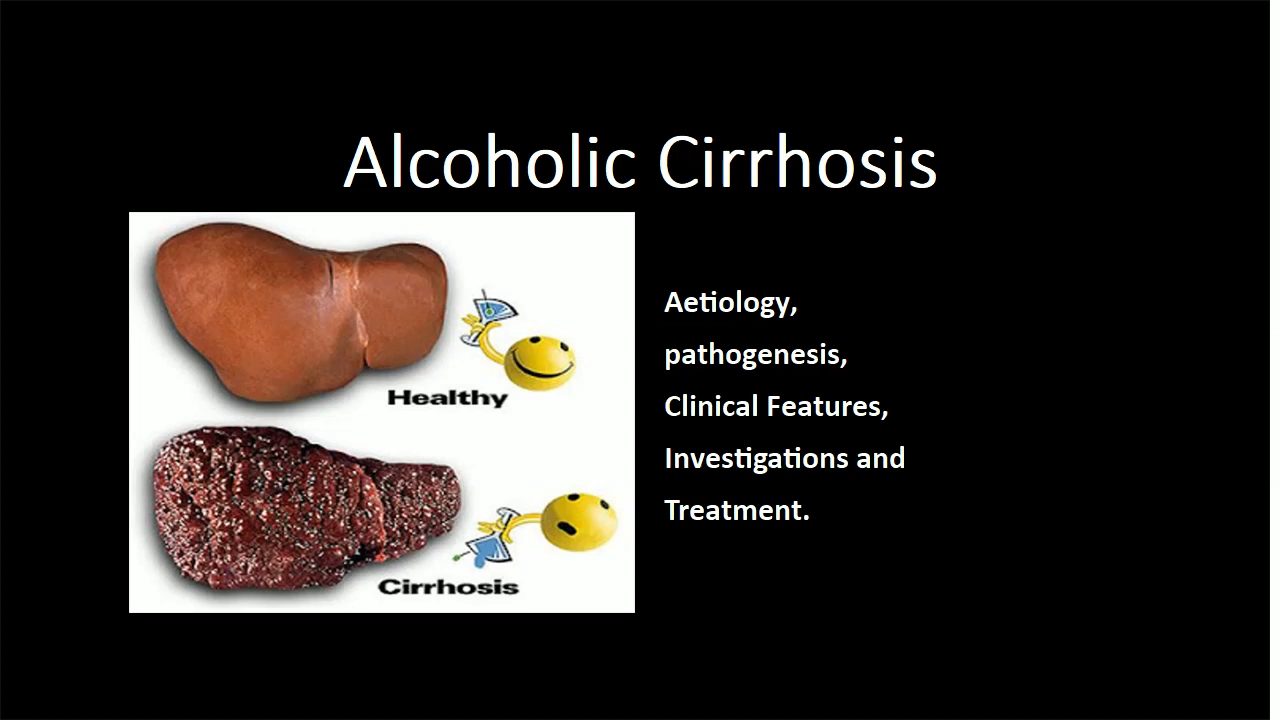 Alcoholic Cirrhosis
Healthy
Cirrhosis
Aetiology,
pathogenesis,
Clinical Features,
Investigations and
Treatment.